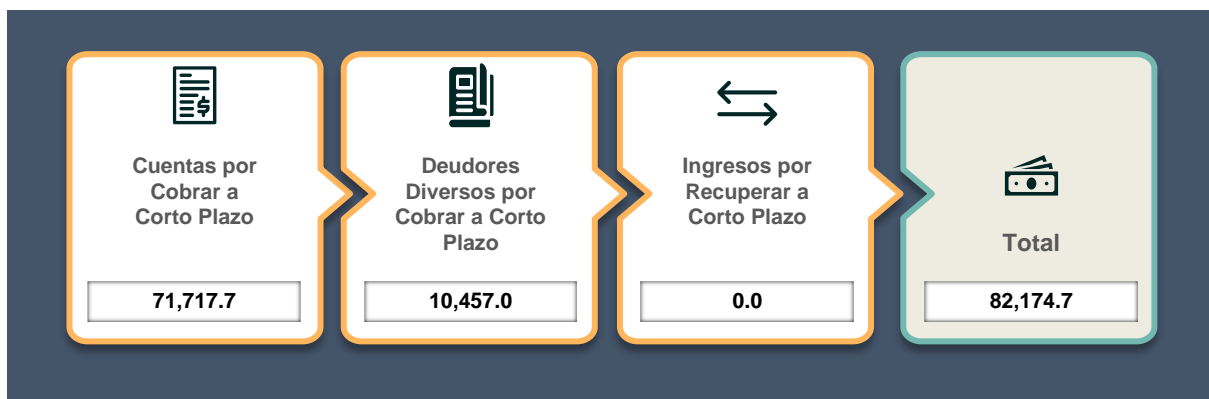 Cuentas por
Cobrar a
Corto Plazo
71,717.7
Deudores
Diversos por
Cobrar a Corto
Plazo
10,457.0
Ingresos por
Recuperar a
Corto Plazo
0.0
Total
82,174.7